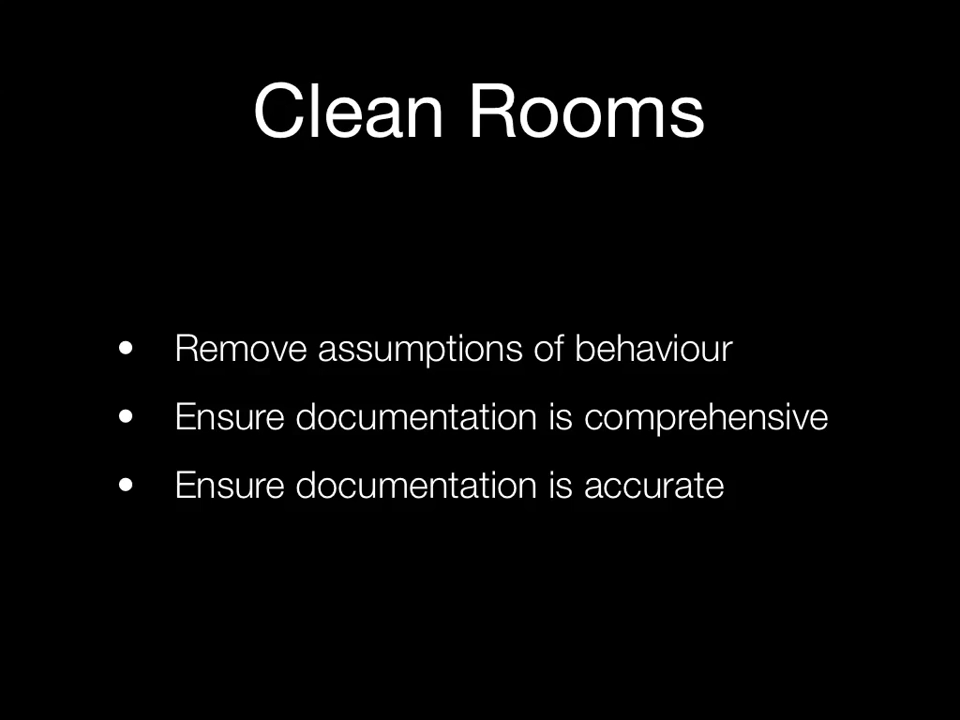 Clean Rooms
• Remove assumptions of behaviour
• Ensure documentation is comprehensive
• Ensure documentation is accurate